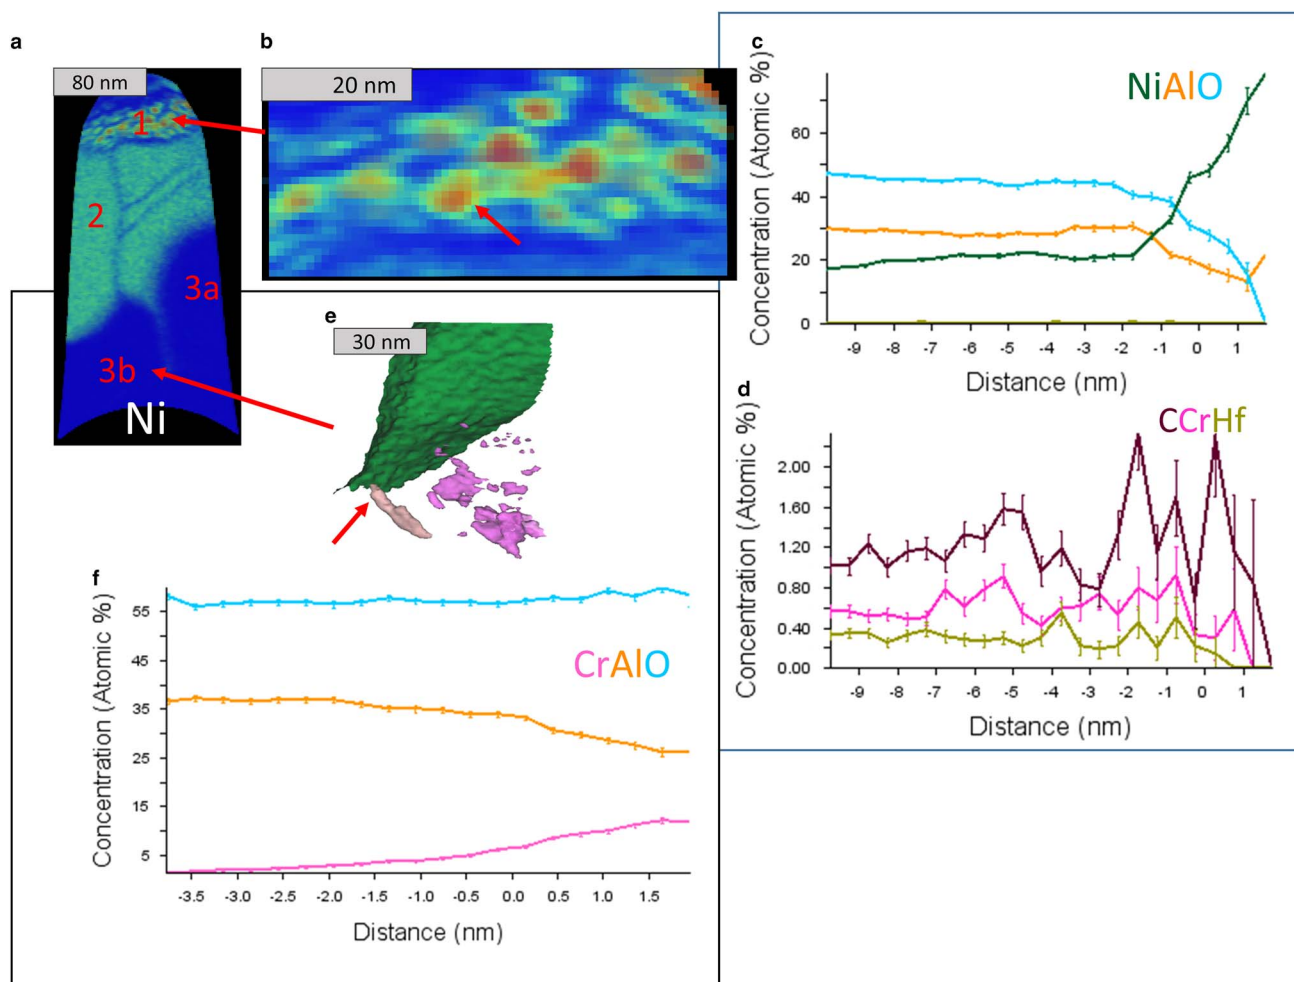 a
80 nm
1
2
3a
3b
Ni
b
20 nm
c
NiAlO
Concentration (Atomic %)
60
40
20
0
-9 -8 -7 -6 -5 -4 -3 -2 -1 0 1
Distance (nm)
d
CCrHf
Concentration (Atomic %)
2.00
1.60
1.20
0.80
0.40
0.00
-9 -8 -7 -6 -5 -4 -3 -2 -1 0 1
Distance (nm)
e
30 nm
f
CrAlO
Concentration (Atomic %)
55
45
35
25
15
5
-3.5 -3.0 -2.5 -2.0 -1.5 -1.0 -0.5 0.0 0.5 1.0 1.5
Distance (nm)